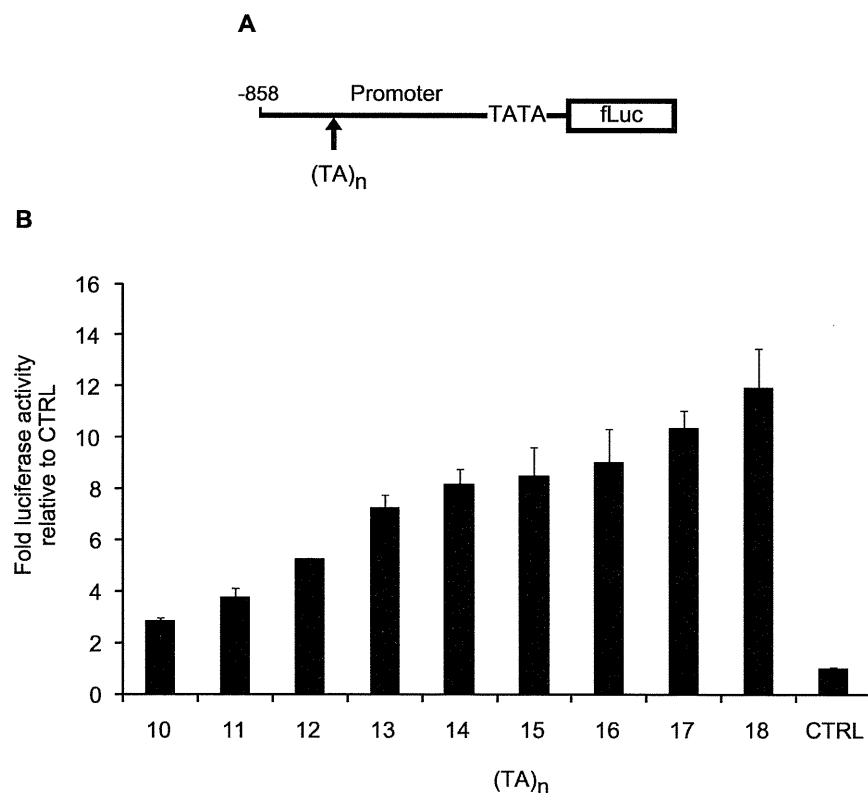 A
-858
Promoter
TATA
fLuc
(TA)n
B
Fold luciferase activity
relative to CTRL
16
14
12
10
8
6
4
2
0
10 11 12 13 14 15 16 17 18 CTRL
(TA)n